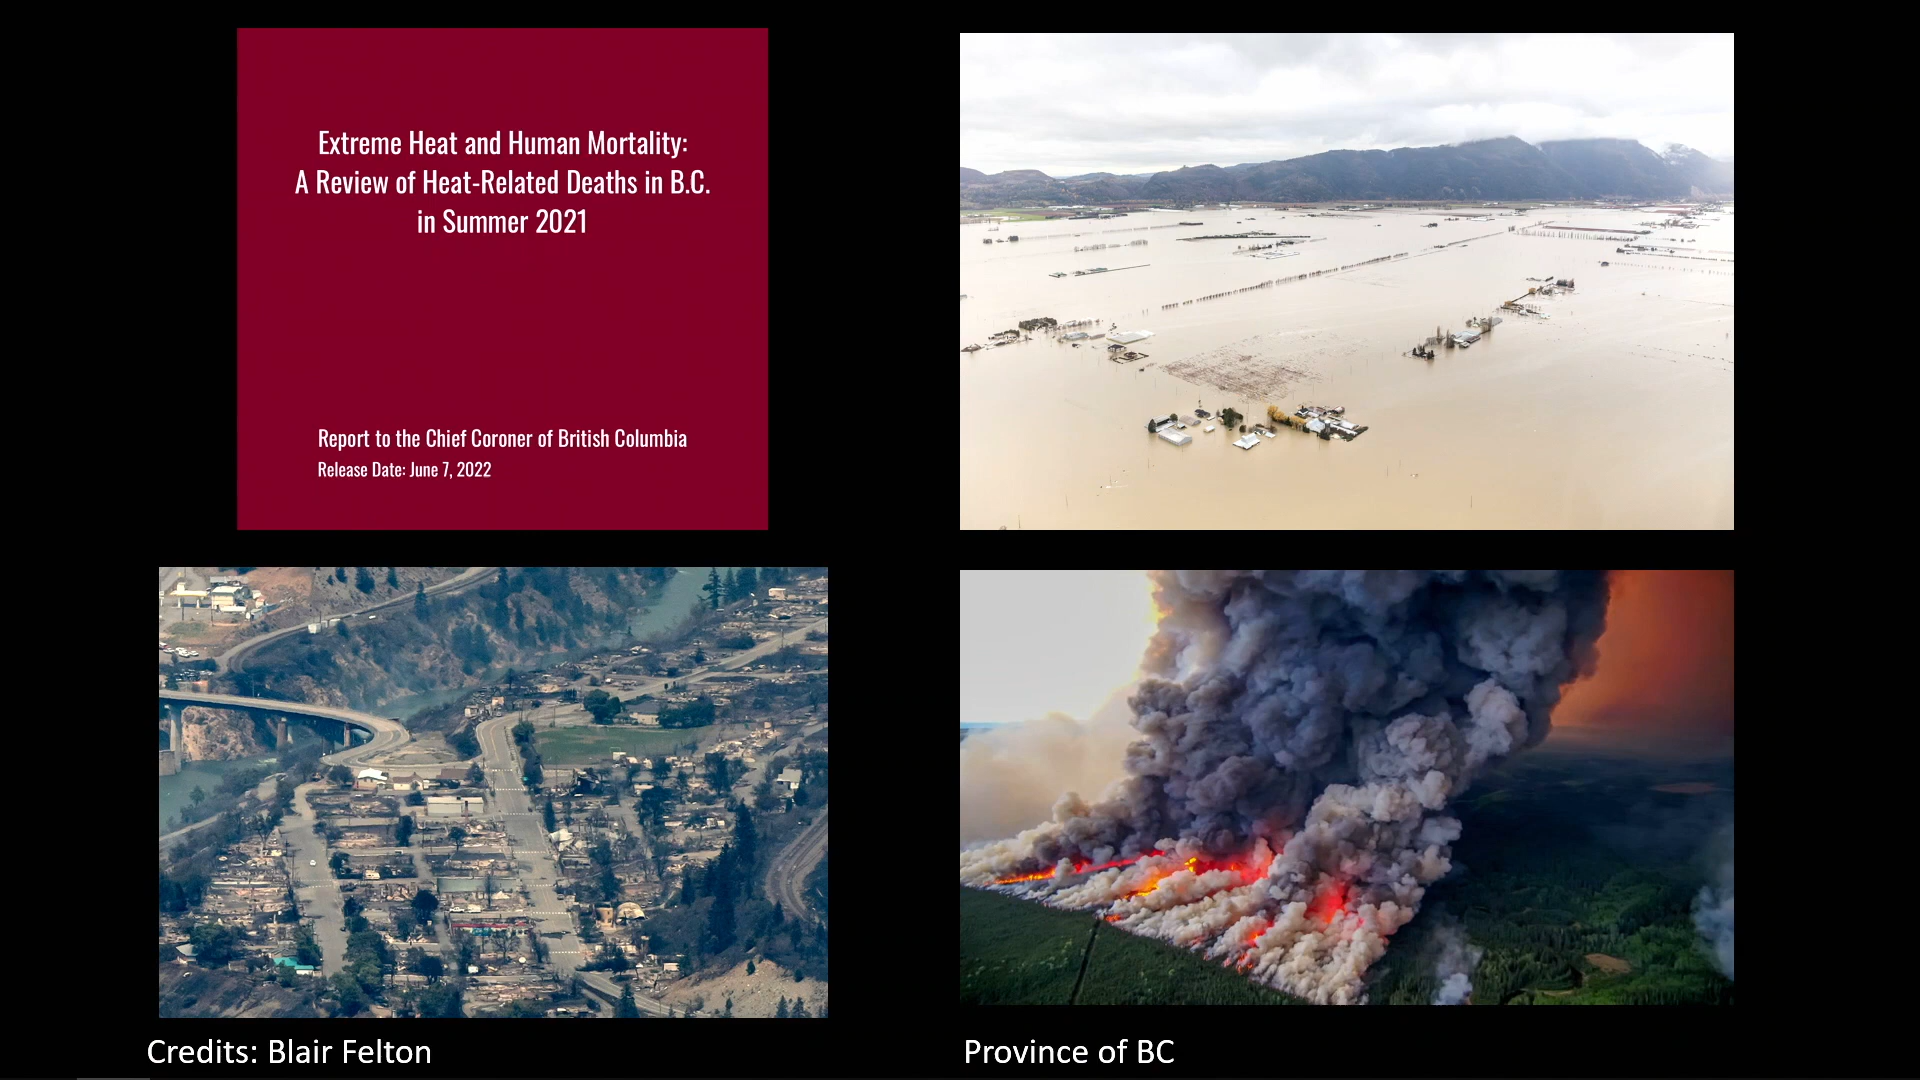 Extreme Heat and Human Mortality:
A Review of Heat-Related Deaths in B.C.
in Summer 2021
Report to the Chief Coroner of British Columbia
Release Date: June 7, 2022
Credits: Blair Felton
Province of BC